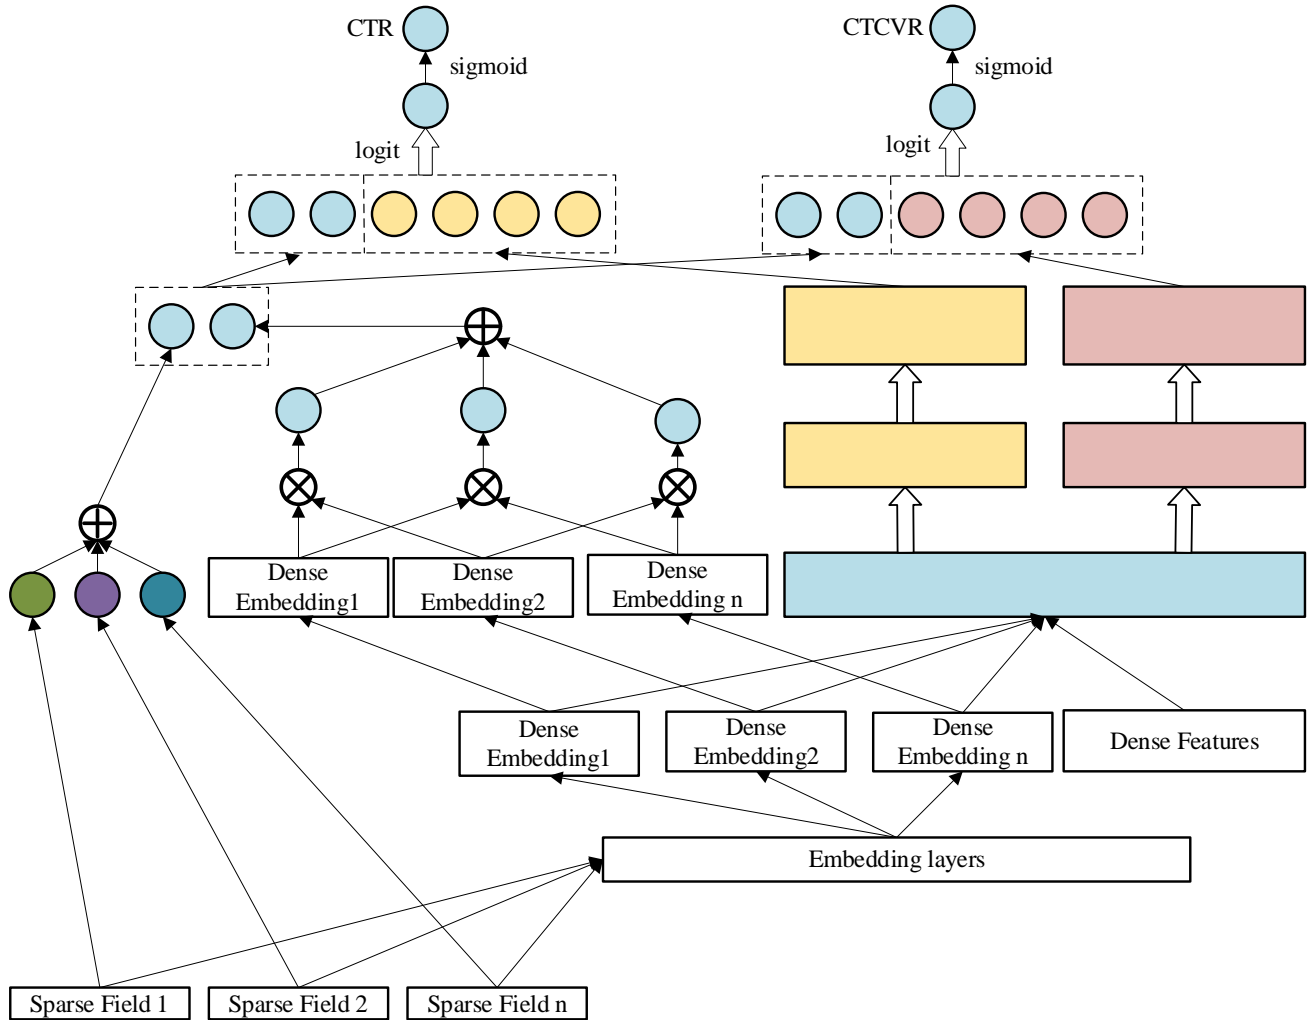 CTR
CTCVR
sigmoid
sigmoid
logit
logit
Dense
Embedding1
Dense
Embedding2
Dense
Embedding n
Dense
Embedding1
Dense
Embedding2
Dense
Embedding n
Dense Features
Embedding layers
Sparse Field 1
Sparse Field 2
Sparse Field n